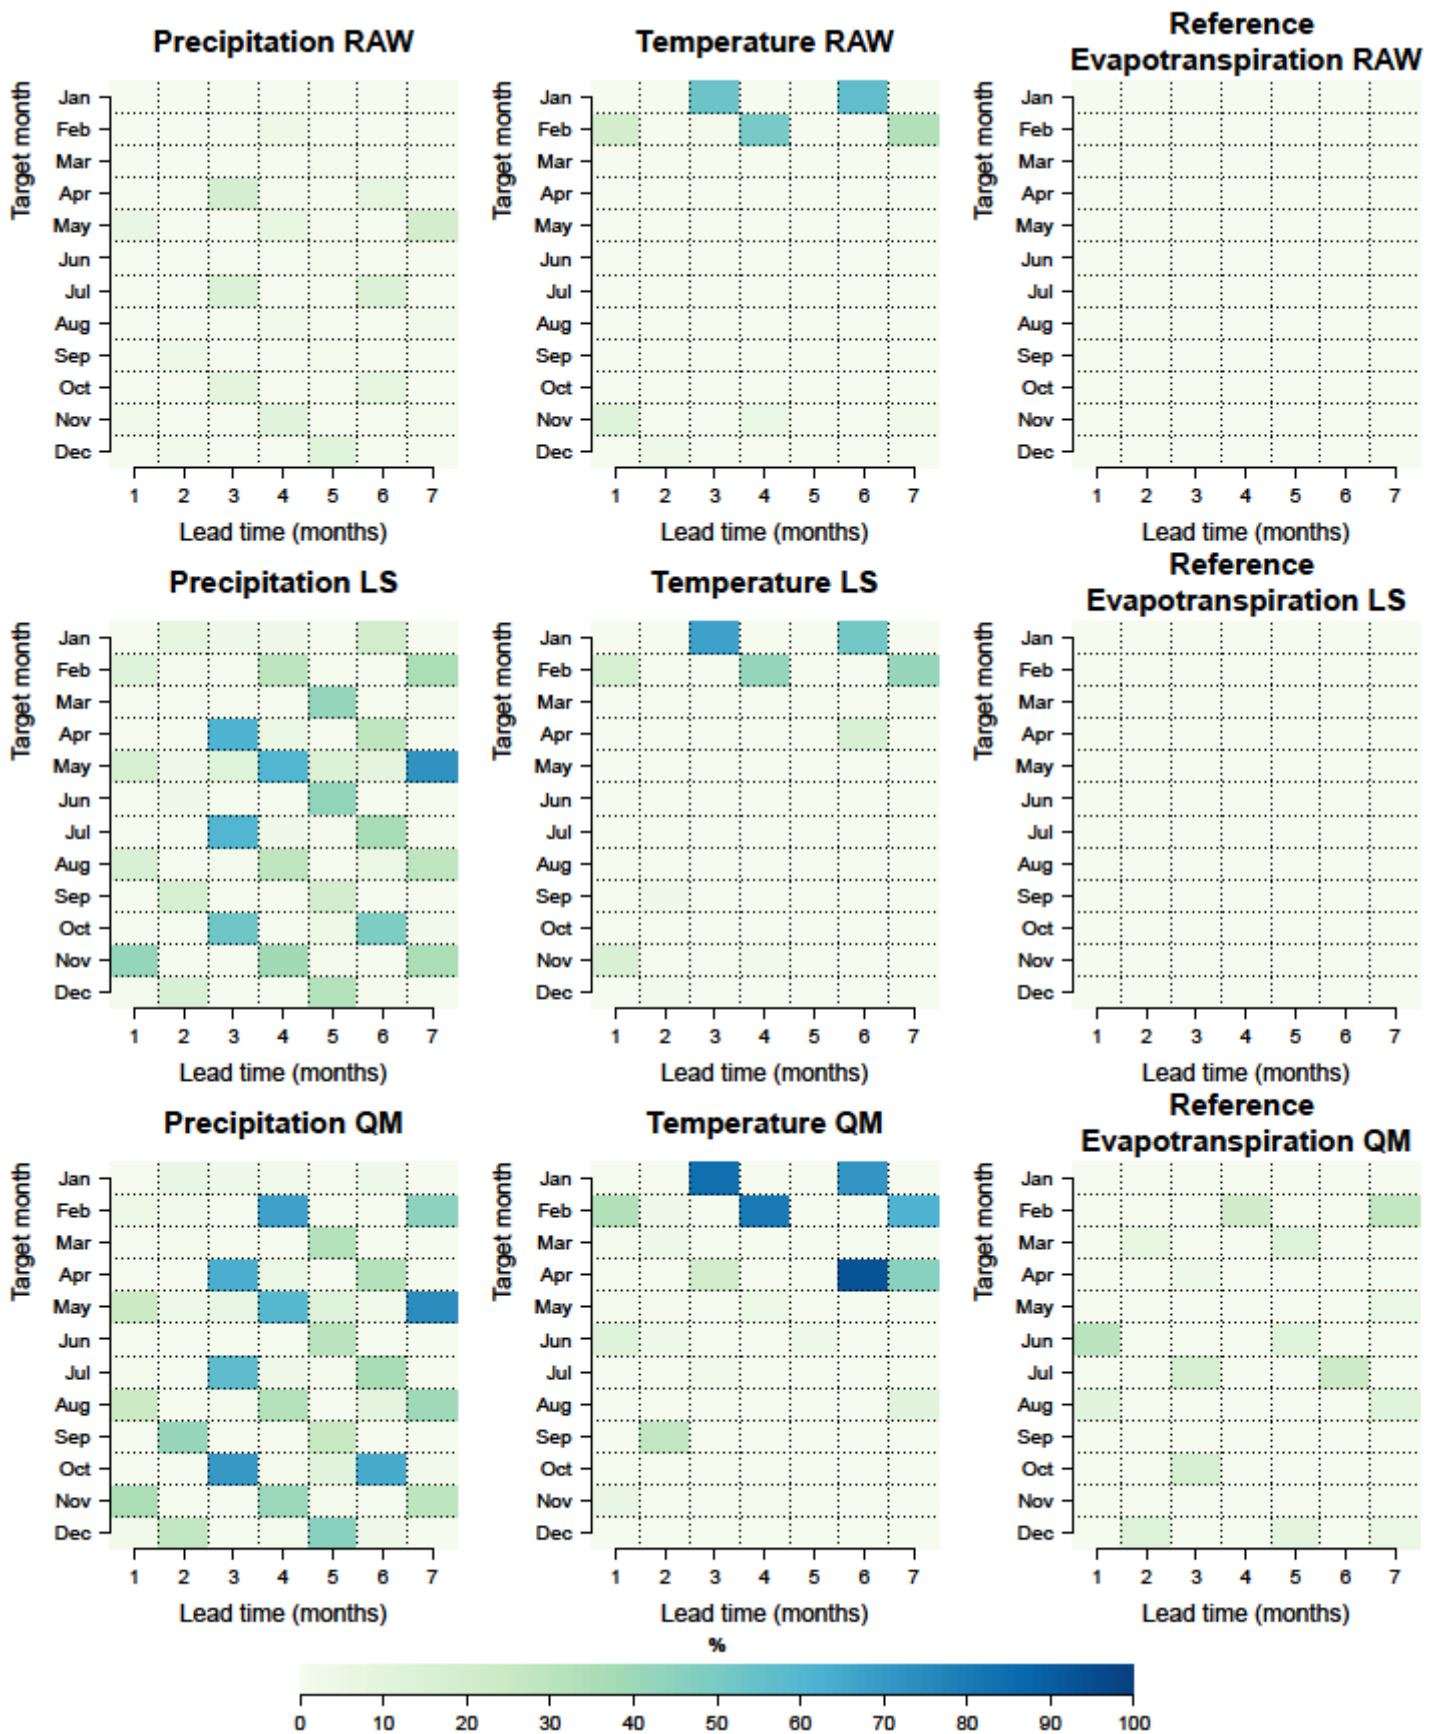 Precipitation RAW
Target month
Jan
Feb
Mar
Apr
May
Jun
Jul
Aug
Sep
Oct
Nov
Dec
1 2 3 4 5 6 7
Lead time (months)
Temperature RAW
Target month
Jan
Feb
Mar
Apr
May
Jun
Jul
Aug
Sep
Oct
Nov
Dec
1 2 3 4 5 6 7
Lead time (months)
Reference
Evapotranspiration RAW
Target month
Jan
Feb
Mar
Apr
May
Jun
Jul
Aug
Sep
Oct
Nov
Dec
1 2 3 4 5 6 7
Lead time (months)
Precipitation LS
Target month
Jan
Feb
Mar
Apr
May
Jun
Jul
Aug
Sep
Oct
Nov
Dec
1 2 3 4 5 6 7
Lead time (months)
Temperature LS
Target month
Jan
Feb
Mar
Apr
May
Jun
Jul
Aug
Sep
Oct
Nov
Dec
1 2 3 4 5 6 7
Lead time (months)
Reference
Evapotranspiration LS
Target month
Jan
Feb
Mar
Apr
May
Jun
Jul
Aug
Sep
Oct
Nov
Dec
1 2 3 4 5 6 7
Lead time (months)
Precipitation QM
Target month
Jan
Feb
Mar
Apr
May
Jun
Jul
Aug
Sep
Oct
Nov
Dec
1 2 3 4 5 6 7
Lead time (months)
Temperature QM
Target month
Jan
Feb
Mar
Apr
May
Jun
Jul
Aug
Sep
Oct
Nov
Dec
1 2 3 4 5 6 7
Lead time (months)
Reference
Evapotranspiration QM
Target month
Jan
Feb
Mar
Apr
May
Jun
Jul
Aug
Sep
Oct
Nov
Dec
1 2 3 4 5 6 7
Lead time (months)
%
0 10 20 30 40 50 60 70 80 90 100